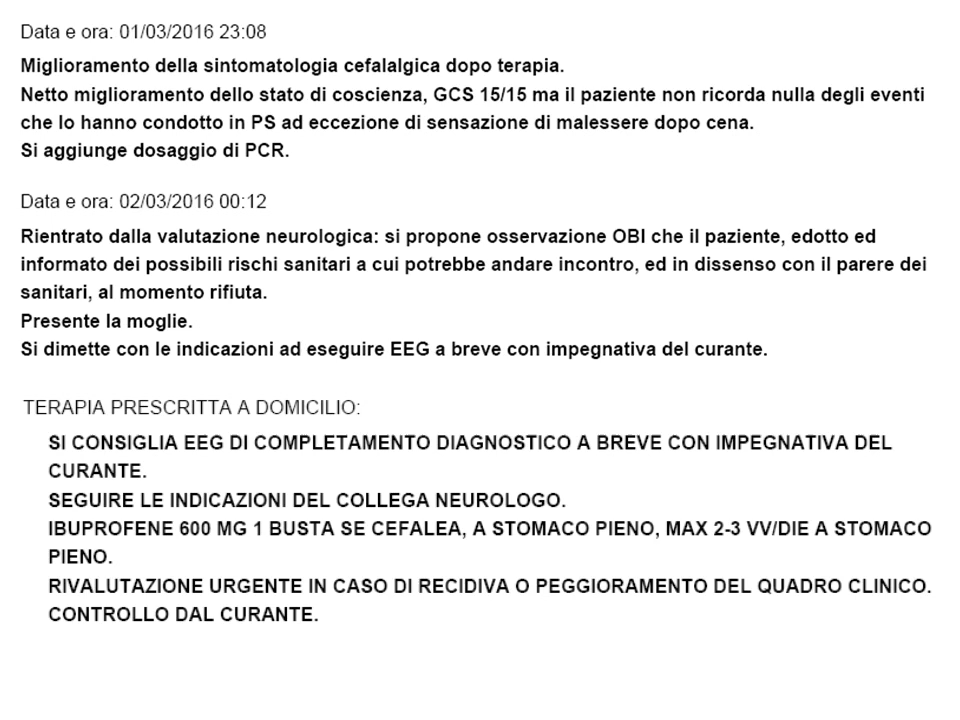 Data e ora: 01/03/2016 23:08
Miglioramento della sintomatologia cefalalgica dopo terapia.
Netto miglioramento dello stato di coscienza, GCS 15/15 ma il paziente non ricorda nulla degli eventi
che lo hanno condotto in PS ad eccezione di sensazione di malessere dopo cena.
Si aggiunge dosaggio di PCR.
Data e ora: 02/03/2016 00:12
Rientrato dalla valutazione neurologica: si propone osservazione OBI che il paziente, edotto ed
informato dei possibili rischi sanitari a cui potrebbe andare incontro, ed in dissenso con il parere dei
sanitari, al momento rifiuta.
Presente la moglie.
Si dimette con le indicazioni ad eseguire EEG a breve con impegnativa del curante.
TERAPIA PRESCRITTA A DOMICILIO:
SI CONSIGLIA EEG DI COMPLETAMENTO DIAGNOSTICO A BREVE CON IMPEGNATIVA DEL
CURANTE.
SEGUIRE LE INDICAZIONI DEL COLLEGA NEUROLOGO.
IBUPROFENE 600 MG 1 BUSTA SE CEFALEA, A STOMACO PIENO, MAX 2-3 VV/DIE A STOMACO
PIENO.
RIVALUTAZIONE URGENTE IN CASO DI RECIDIVA O PEGGIORAMENTO DEL QUADRO CLINICO.
CONTROLLO DAL CURANTE.